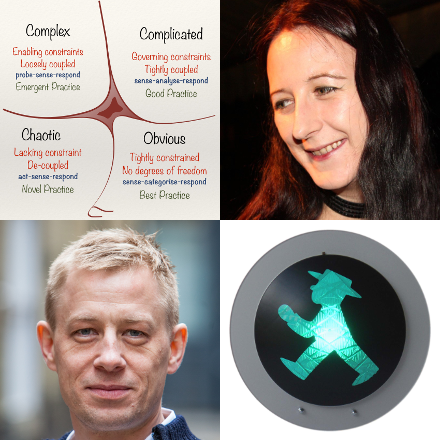 Complex
Enabling constraints
Loosely coupled
probe-sense-respond
Emergent Practice
Complicated
Governing constraints
Tightly coupled
sense-analyse-respond
Good Practice
Chaotic
Lacking constraint
De-coupled
act-sense-respond
Novel Practice
Obvious
Tightly constrained
No degrees of freedom
sense-categorise-respond
Best Practice